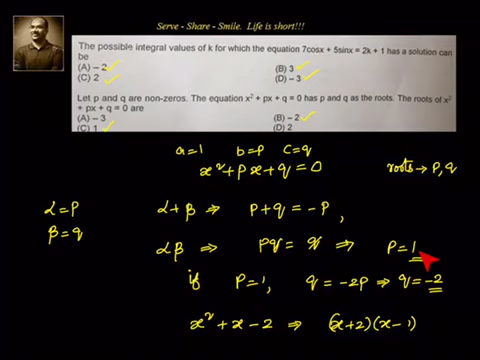 Serve - Share - Smile. Life is short!!!
The possible integral values of k for which the equation 7cosx + 5sinx = 2k + 1 has a solution can
be
(A) – 2 (B) 3
(C) 2 (D) – 3
Let p and q are non-zeros. The equation x² + px + q = 0 has p and q as the roots. The roots of x²
+ px + q = 0 are
(A) – 3 (B) – 2
(C) 1 (D) 2
a=1 b=p c=q
x²+px+q=0 roots → p,q
α=p α+β ⇒ p+q = -p,
β=q
αβ ⇒ pq = q ⇒ p=1
if p=1, q = -2p ⇒ q=-2
x²+x-2 ⇒ (x+2)(x-1)